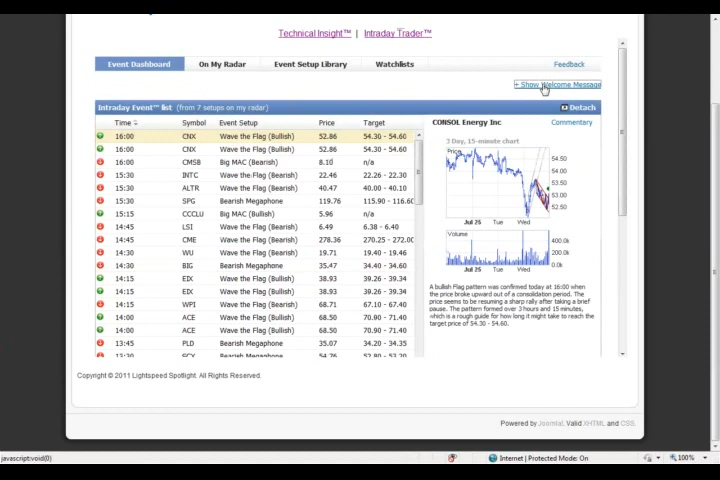 Technical Insight™ | Intraday Trader™
Event Dashboard On My Radar Event Setup Library Watchlists Feedback
+ Show Welcome Message
Intraday Event™ list (from 7 setups on my radar) Detach
Time Symbol Event Setup Price Target
16:00 CNX Wave the Flag (Bullish) 52.86 54.30 - 54.60
16:00 CNX Wave the Flag (Bullish) 52.86 54.30 - 54.60
16:00 CMSB Big MAC (Bearish) 8.10 n/a
15:30 INTC Wave the Flag (Bearish) 22.46 22.26 - 22.30
15:30 ALTR Wave the Flag (Bearish) 40.47 40.00 - 40.10
15:30 SPG Bearish Megaphone 119.76 115.90 - 116.60
15:15 CCCLU Big MAC (Bullish) 5.96 n/a
14:45 LSI Wave the Flag (Bearish) 6.49 6.38 - 6.40
14:45 CME Wave the Flag (Bearish) 278.36 270.25 - 272.00
14:30 WU Wave the Flag (Bearish) 19.71 19.40 - 19.46
14:30 BIG Bearish Megaphone 35.47 34.40 - 34.60
14:15 EIX Wave the Flag (Bullish) 38.93 39.26 - 39.34
14:15 EIX Wave the Flag (Bullish) 38.93 39.26 - 39.34
14:15 WPI Wave the Flag (Bearish) 68.71 67.10 - 67.40
14:00 ACE Wave the Flag (Bullish) 68.50 70.90 - 71.40
14:00 ACE Wave the Flag (Bullish) 68.50 70.90 - 71.40
13:45 PLD Bearish Megaphone 35.07 34.20 - 34.35
13:30 Bearish Megaphone 54.76
CONSOL Energy Inc Commentary
3 Day, 15-minute chart
Price
54.50
54.00
53.50
53.00
52.50
Jul 25 Tue Wed
Volume
400.0k
200.0k
0.0k
Jul 25 Tue Wed
A bullish Flag pattern was confirmed today at 16:00 when
the price broke upward out of a consolidation period. The
price seems to be resuming a sharp rally after taking a brief
pause. The pattern formed over 3 hours and 15 minutes,
which is a rough guide for how long it might take to reach the
target price of 54.30 - 54.60.
Copyright © 2011 Lightspeed Spotlight. All Rights Reserved.
Powered by Joomla!. Valid XHTML and CSS.
javascript:void(0) Internet | Protected Mode: On 100%